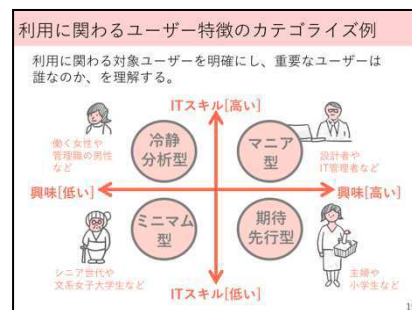 利用に関わるユーザー特徴のカテゴライズ例
利用に関わる対象ユーザーを明確にし、重要なユーザーは
誰なのか、を理解する。
ITスキル[高い]
働く女性や
管理職の男性
など
冷静
分析型
マニア
型
設計者や
IT管理者など
興味[低い]
興味[高い]
ミニマム
型
期待
先行型
シニア世代や
文系女子大学生など
主婦や
小学生など
ITスキル[低い]